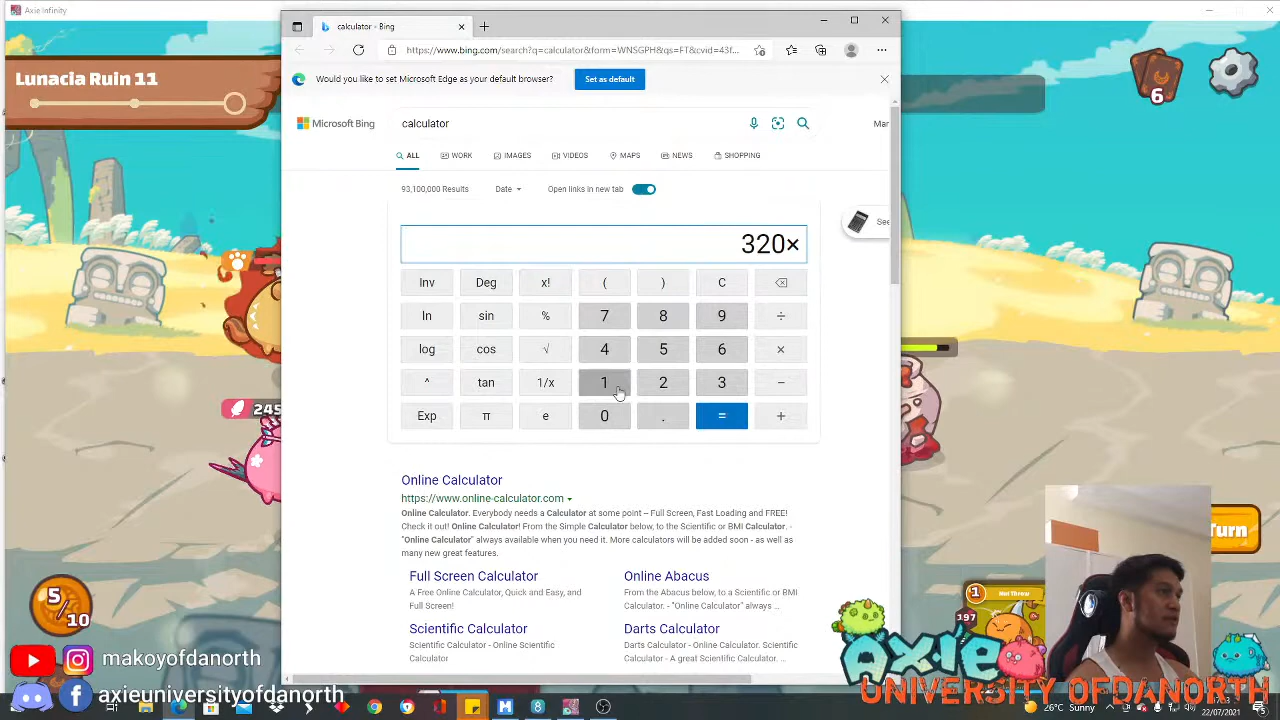 Axie Infinity
Lunacia Ruin 11
calculator - Bing
https://www.bing.com/search?q=calculator&form=WNSGPH&qs=FT&cvid=43f...
Would you like to set Microsoft Edge as your default browser?
Set as default
6
Microsoft Bing
calculator
Mar
ALL
WORK
IMAGES
VIDEOS
MAPS
NEWS
SHOPPING
93,100,000 Results
Date
Open links in new tab
See
320×
Inv Deg x! ( ) C
ln sin % 7 8 9 ÷
log cos √ 4 5 6 ×
^ tan 1/x 1 2 3 −
Exp π e 0 . = +
245
Online Calculator
https://www.online-calculator.com
Online Calculator. Everybody needs a Calculator at some point – Full Screen, Fast Loading and FREE!
Check it out! Online Calculator! From the Simple Calculator below, to the Scientific or BMI Calculator. -
"Online Calculator" always available when you need it. More calculators will be added soon - as well as
many new great features.
Full Screen Calculator
A Free Online Calculator, Quick and Easy, and
Full Screen!
Online Abacus
From the Abacus below, to a Scientific or BMI
Calculator. - "Online Calculator" always ...
Scientific Calculator
Scientific Calculator - Online Scientific
Calculator
Darts Calculator
Darts Calculator - Online Calculator. Scientific
Calculator - A great Scientific Calculator. ...
Turn
1
197
5/10
makoyofdanorth
axieuniversityofdanorth
AXIE
UNIVERSITY OFDANORTH
26°C Sunny
22/07/2021